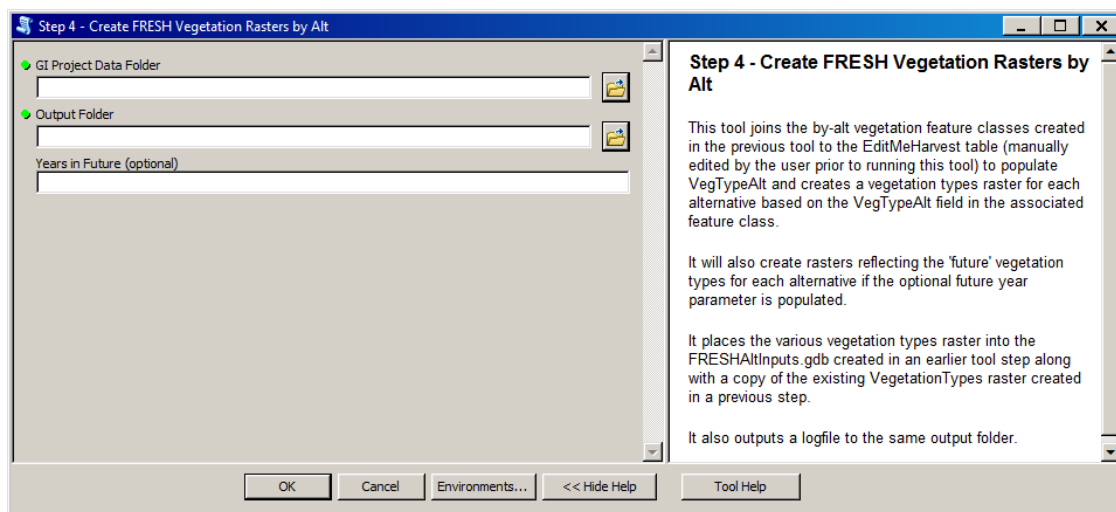 Step 4 - Create FRESH Vegetation Rasters by Alt
GI Project Data Folder
Output Folder
Years in Future (optional)
Step 4 - Create FRESH Vegetation Rasters by
Alt
This tool joins the by-alt vegetation feature classes created
in the previous tool to the EditMeHarvest table (manually
edited by the user prior to running this tool) to populate
VegTypeAlt and creates a vegetation types raster for each
alternative based on the VegTypeAlt field in the associated
feature class.
It will also create rasters reflecting the 'future' vegetation
types for each alternative if the optional future year
parameter is populated.
It places the various vegetation types raster into the
FRESHAltInputs.gdb created in an earlier tool step along
with a copy of the existing VegetationTypes raster created
in a previous step.
It also outputs a logfile to the same output folder.
OK
Cancel
Environments...
<< Hide Help
Tool Help